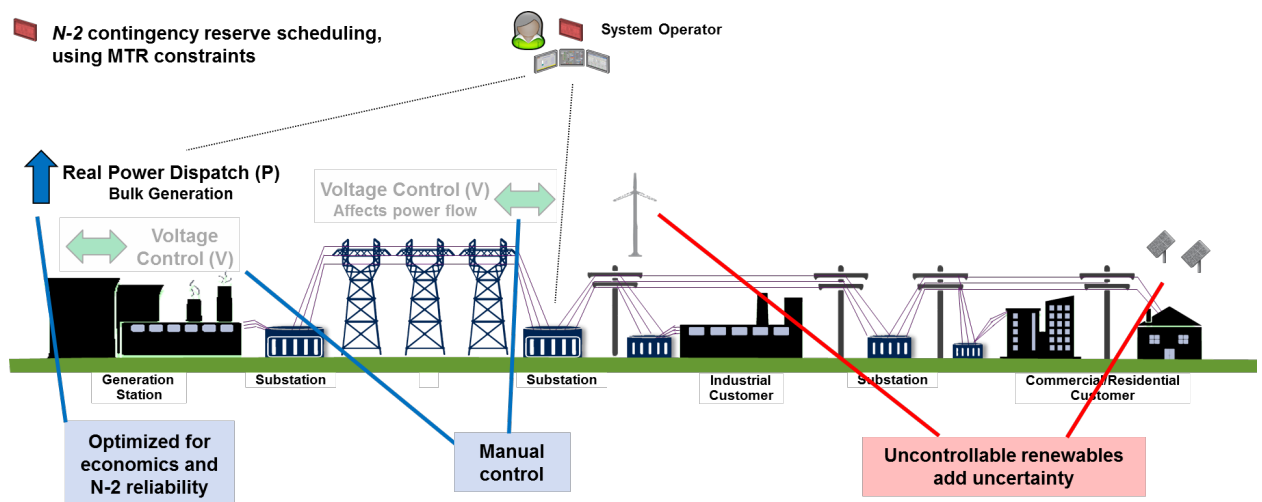 N-2 contingency reserve scheduling,
using MTR constraints
System Operator
Real Power Dispatch (P)
Bulk Generation
Voltage Control (V)
Affects power flow
Voltage
Control (V)
Generation
Station
Substation
Substation
Industrial
Customer
Substation
Commercial/Residential
Customer
Optimized for
economics and
N-2 reliability
Manual
control
Uncontrollable renewables
add uncertainty